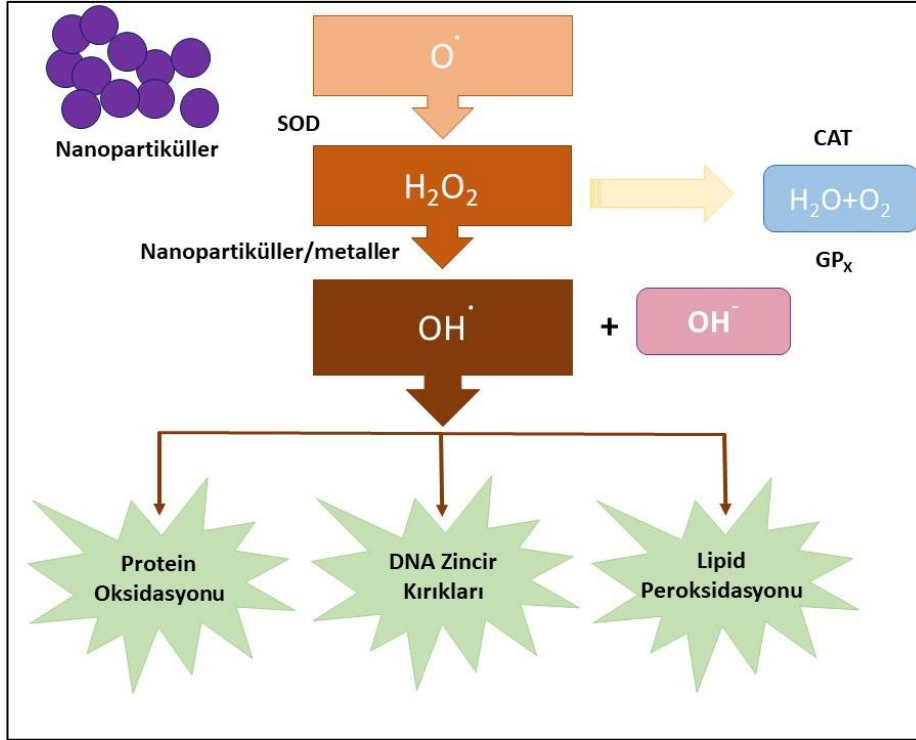 Nanopartiküller
O˙
SOD
H₂O₂
CAT
H₂O+O₂
GPₓ
Nanopartiküller/metaller
OH˙
+
OH⁻
Protein
Oksidasyonu
DNA Zincir
Kırıkları
Lipid
Peroksidasyonu